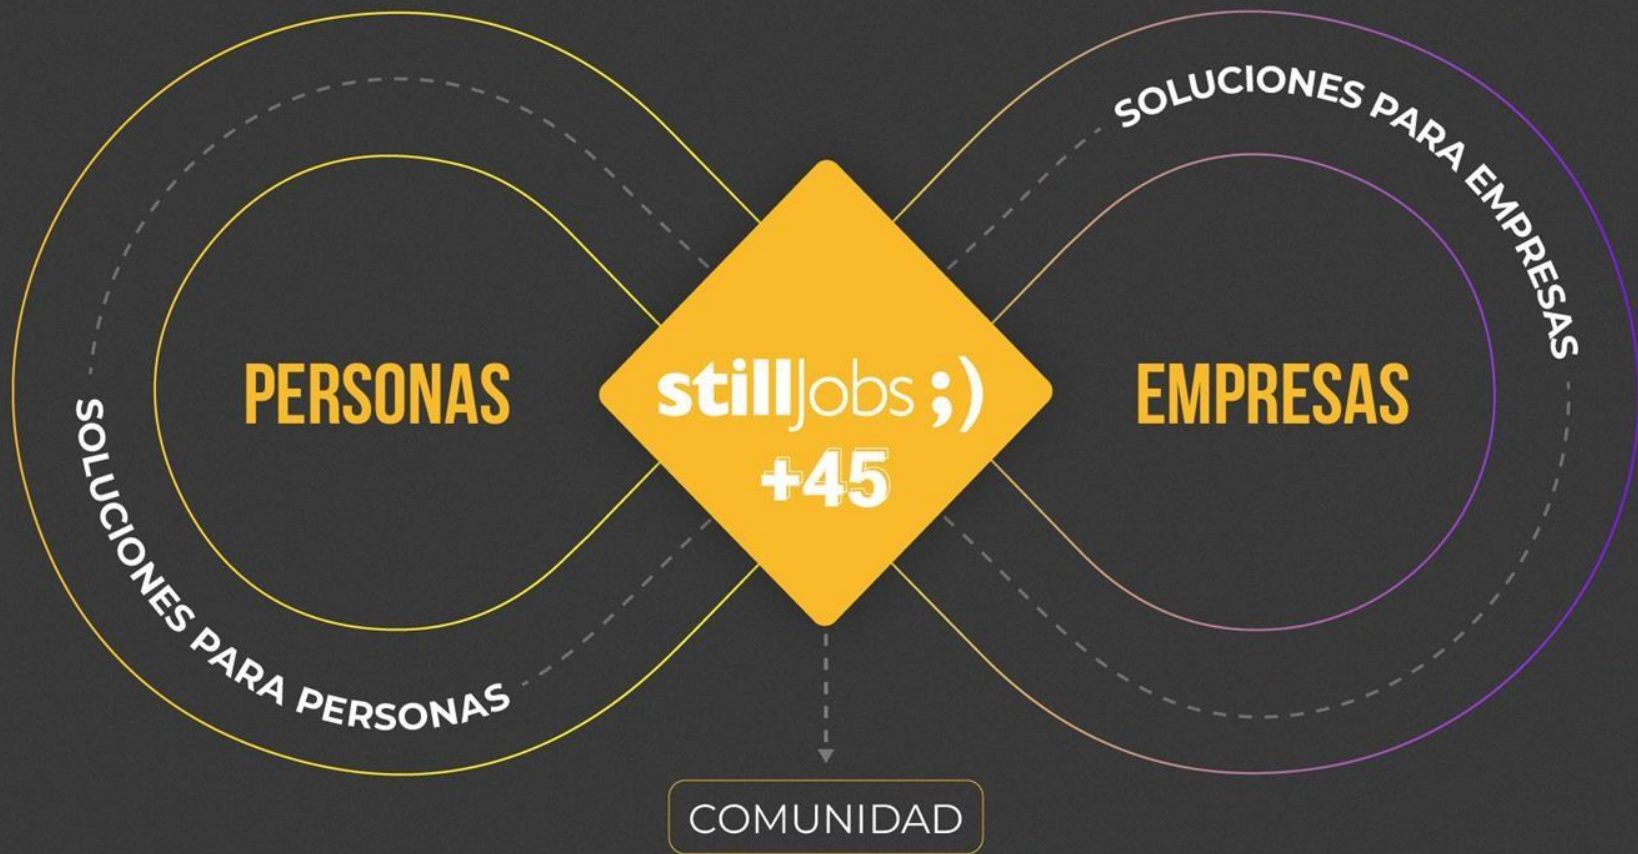 SOLUCIONES PARA EMPRESAS
PERSONAS
stillJobs ;)
+45
EMPRESAS
SOLUCIONES PARA PERSONAS
COMUNIDAD